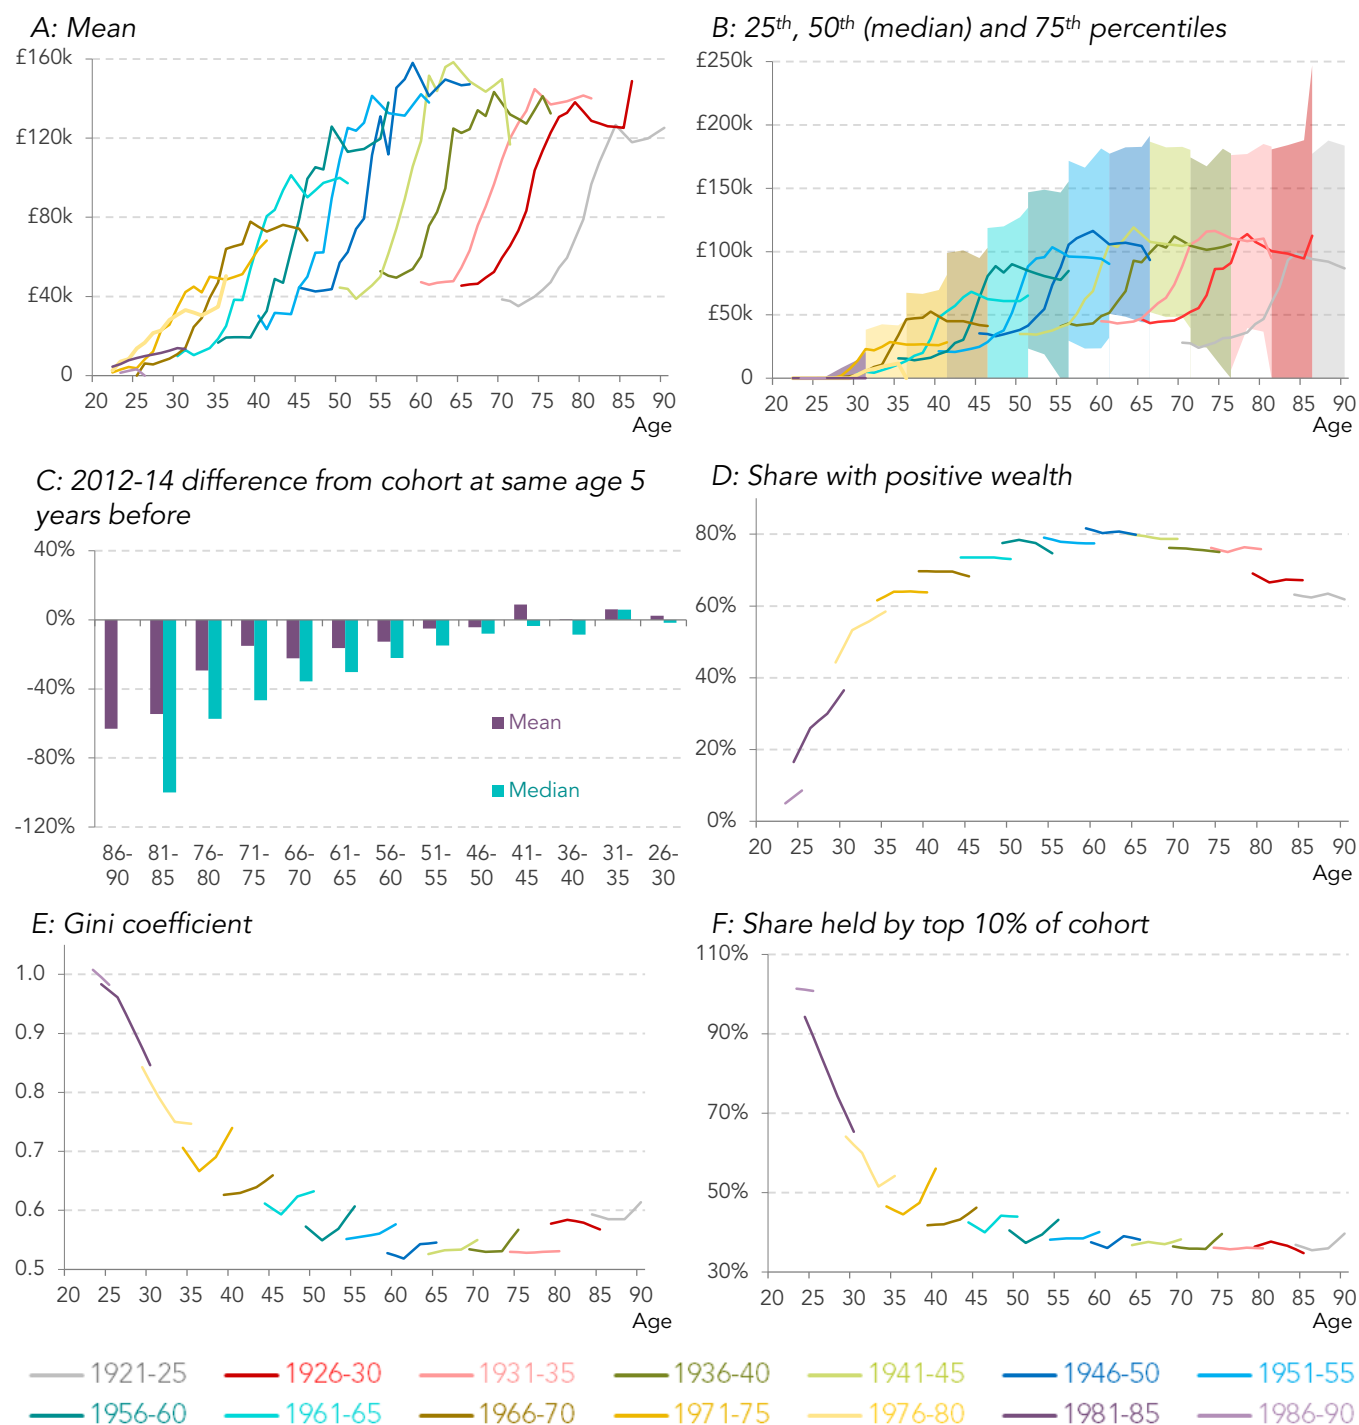 A: Mean
£160k
£120k
£80k
£40k
0
20 25 30 35 40 45 50 55 60 65 70 75 80 85 90
Age
B: 25th, 50th (median) and 75th percentiles
£250k
£200k
£150k
£100k
£50k
0
20 25 30 35 40 45 50 55 60 65 70 75 80 85 90
Age
C: 2012-14 difference from cohort at same age 5
years before
40%
0%
-40%
-80%
-120%
Mean
Median
86- 81- 76- 71- 66- 61- 56- 51- 46- 41- 36- 31- 26-
90 85 80 75 70 65 60 55 50 45 40 35 30
D: Share with positive wealth
80%
60%
40%
20%
0%
20 25 30 35 40 45 50 55 60 65 70 75 80 85 90
Age
E: Gini coefficient
1.0
0.9
0.8
0.7
0.6
0.5
20 25 30 35 40 45 50 55 60 65 70 75 80 85 90
Age
F: Share held by top 10% of cohort
110%
90%
70%
50%
30%
20 25 30 35 40 45 50 55 60 65 70 75 80 85 90
Age
1921-25 1926-30 1931-35 1936-40 1941-45 1946-50 1951-55
1956-60 1961-65 1966-70 1971-75 1976-80 1981-85 1986-90